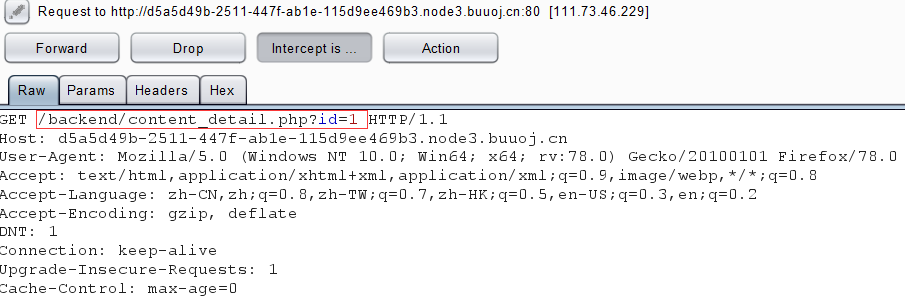 Request to http://d5a5d49b-2511-447f-ab1e-115d9ee469b3.node3.buuoj.cn:80 [111.73.46.229]
Forward Drop Intercept is ... Action
Raw Params Headers Hex
GET /backend/content_detail.php?id=1 HTTP/1.1
Host: d5a5d49b-2511-447f-ab1e-115d9ee469b3.node3.buuoj.cn
User-Agent: Mozilla/5.0 (Windows NT 10.0; Win64; x64; rv:78.0) Gecko/20100101 Firefox/78.0
Accept: text/html,application/xhtml+xml,application/xml;q=0.9,image/webp,*/*;q=0.8
Accept-Language: zh-CN,zh;q=0.8,zh-TW;q=0.7,zh-HK;q=0.5,en-US;q=0.3,en;q=0.2
Accept-Encoding: gzip, deflate
DNT: 1
Connection: keep-alive
Upgrade-Insecure-Requests: 1
Cache-Control: max-age=0